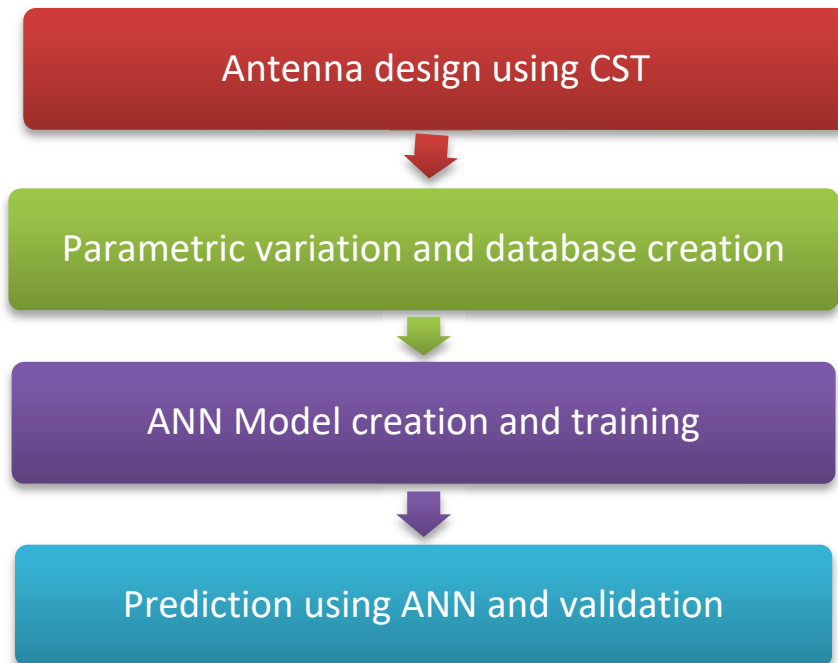 Antenna design using CST
Parametric variation and database creation
ANN Model creation and training
Prediction using ANN and validation